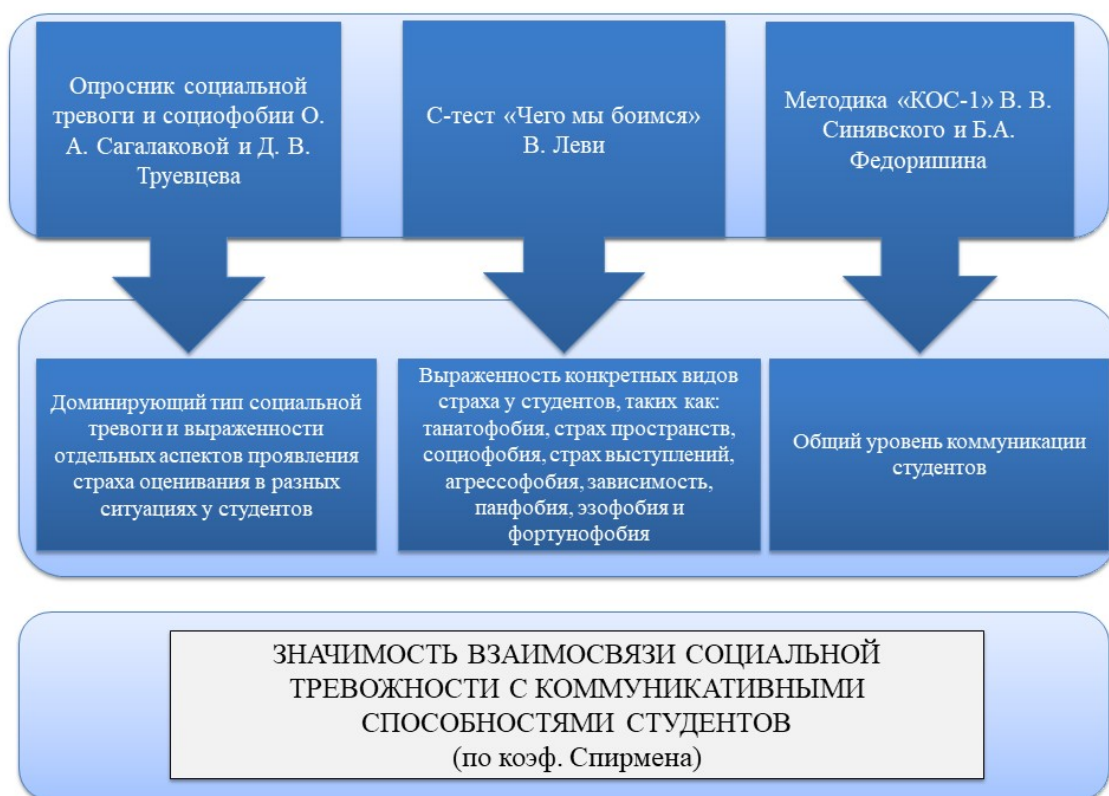 Опросник социальной
тревоги и социофобии О.
А. Сагалаковой и Д. В.
Труевцева
С-тест «Чего мы боимся»
В. Леви
Методика «КОС-1» В. В.
Синявского и Б.А.
Федоришина
Доминирующий тип социальной
тревоги и выраженности
отдельных аспектов проявления
страха оценивания в разных
ситуациях у студентов
Выраженность конкретных видов
страха у студентов, таких как:
танатофобия, страх пространств,
социофобия, страх выступлений,
агрессофобия, зависимость,
панфобия, эзофобия и
фортунофобия
Общий уровень коммуникации
студентов
ЗНАЧИМОСТЬ ВЗАИМОСВЯЗИ СОЦИАЛЬНОЙ
ТРЕВОЖНОСТИ С КОММУНИКАТИВНЫМИ
СПОСОБНОСТЯМИ СТУДЕНТОВ
(по коэф. Спирмена)